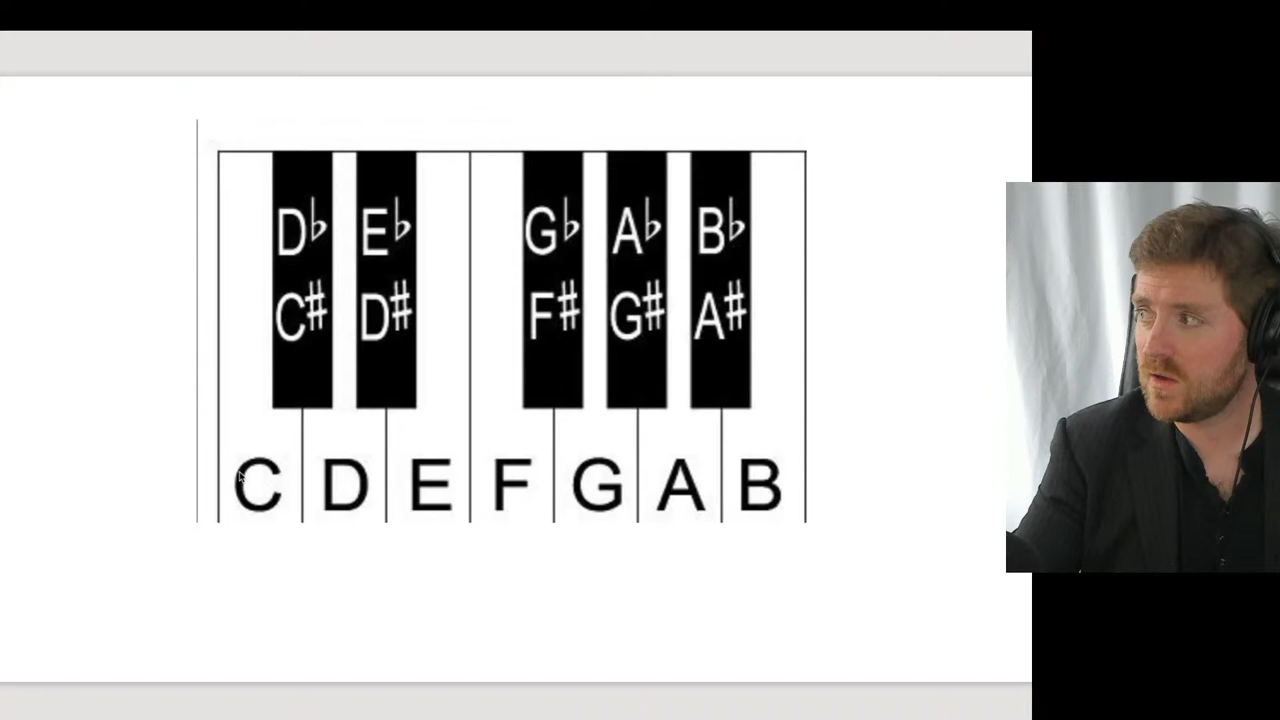 D♭ E♭ G♭ A♭ B♭
C# D# F# G# A#
C D E F G A B